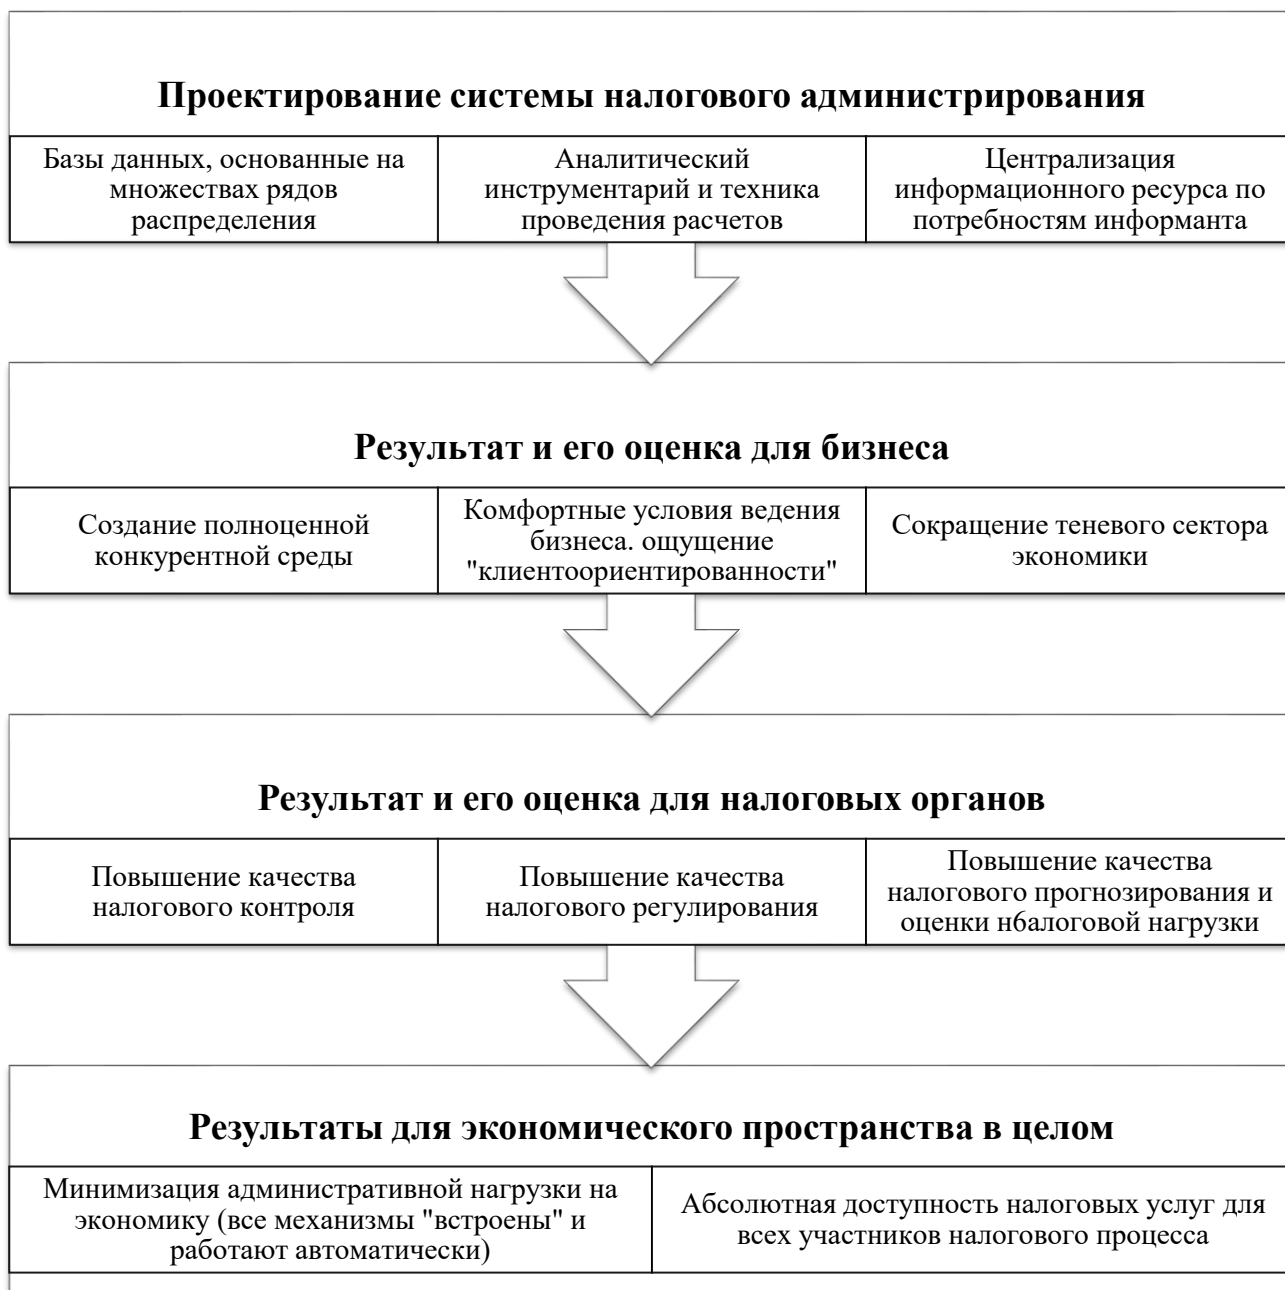 Проектирование системы налогового администрирования
Базы данных, основанные на
множествах рядов
распределения
Аналитический
инструментарий и техника
проведения расчетов
Централизация
информационного ресурса по
потребностям информанта
Результат и его оценка для бизнеса
Создание полноценной
конкурентной среды
Комфортные условия ведения
бизнеса. ощущение
"клиентоориентированности"
Сокращение теневого сектора
экономики
Результат и его оценка для налоговых органов
Повышение качества
налогового контроля
Повышение качества
налогового регулирования
Повышение качества
налогового прогнозирования и
оценки н6алоговой нагрузки
Результаты для экономического пространства в целом
Минимизация административной нагрузки на
экономику (все механизмы "встроены" и
работают автоматически)
Абсолютная доступность налоговых услуг для
всех участников налогового процесса